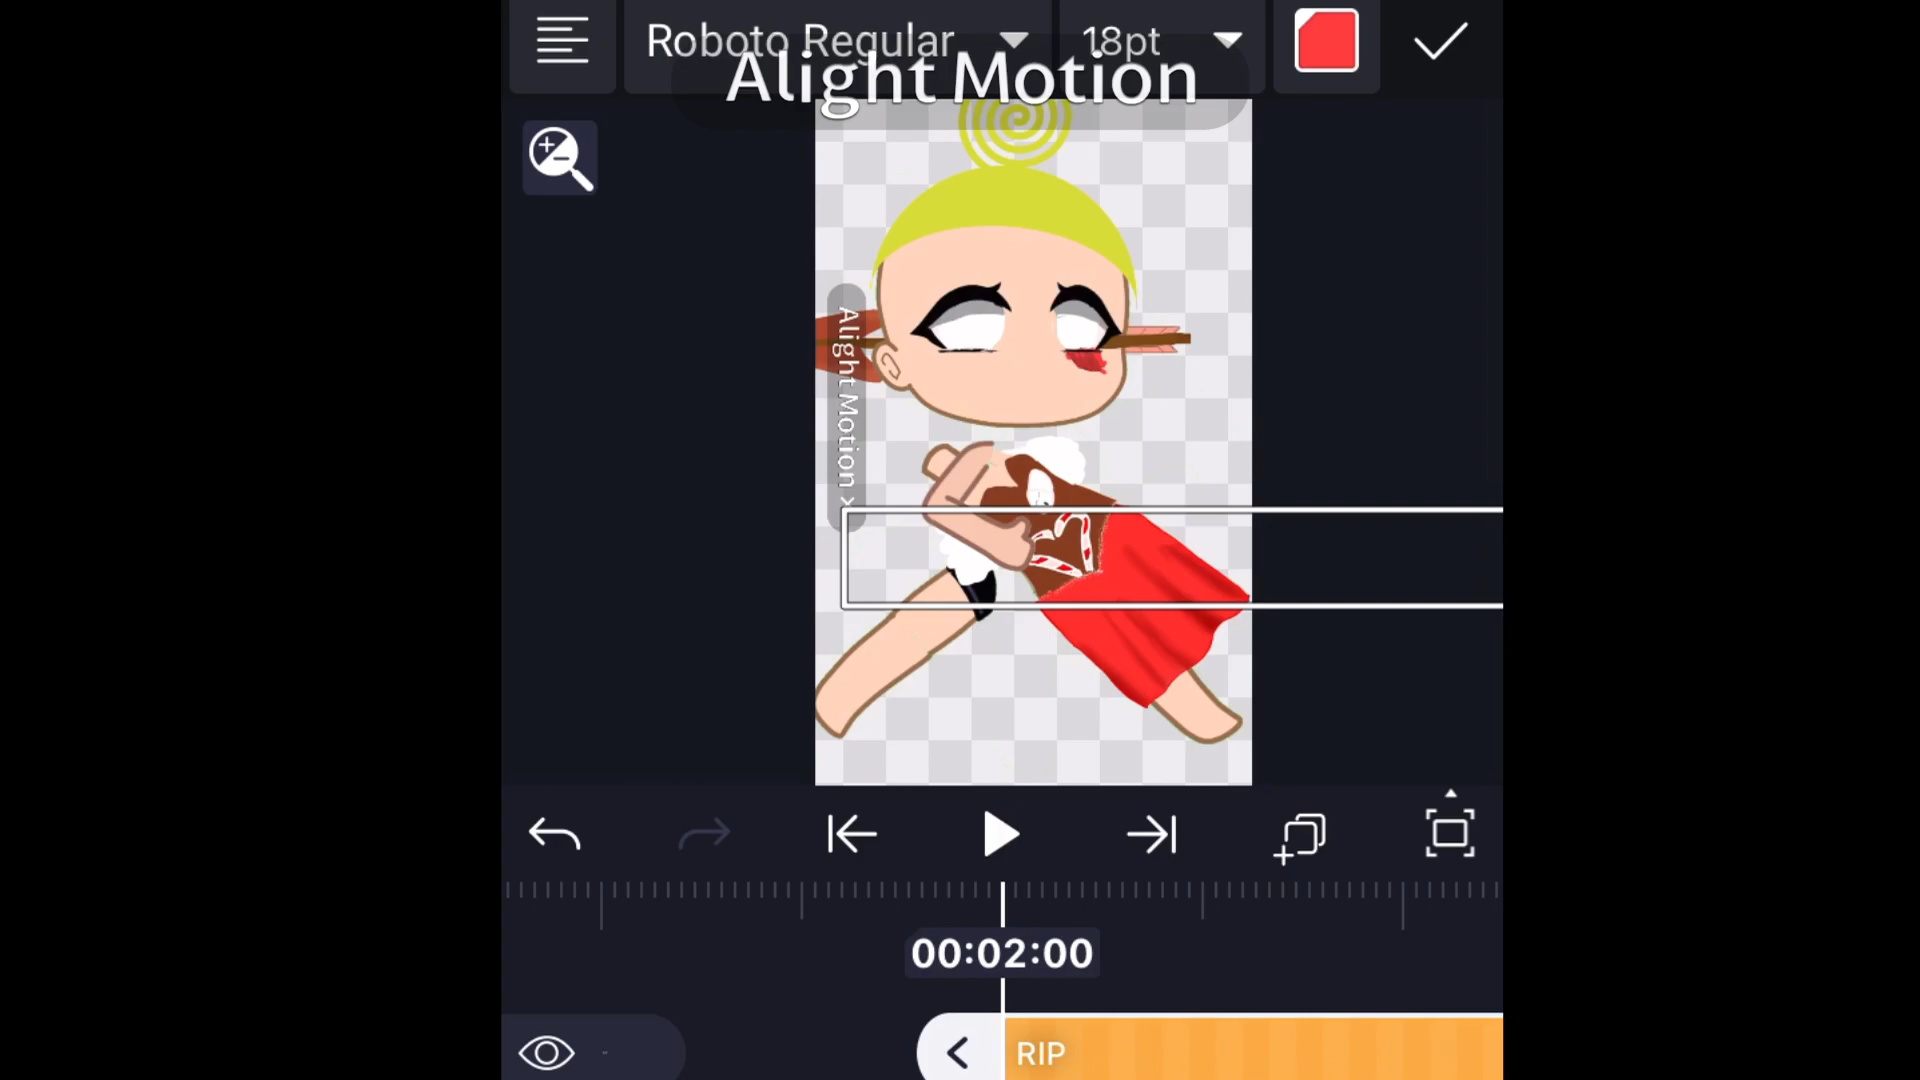 Roboto Regular
18pt
Alight Motion
Alight Motion ×
00:02:00
RIP